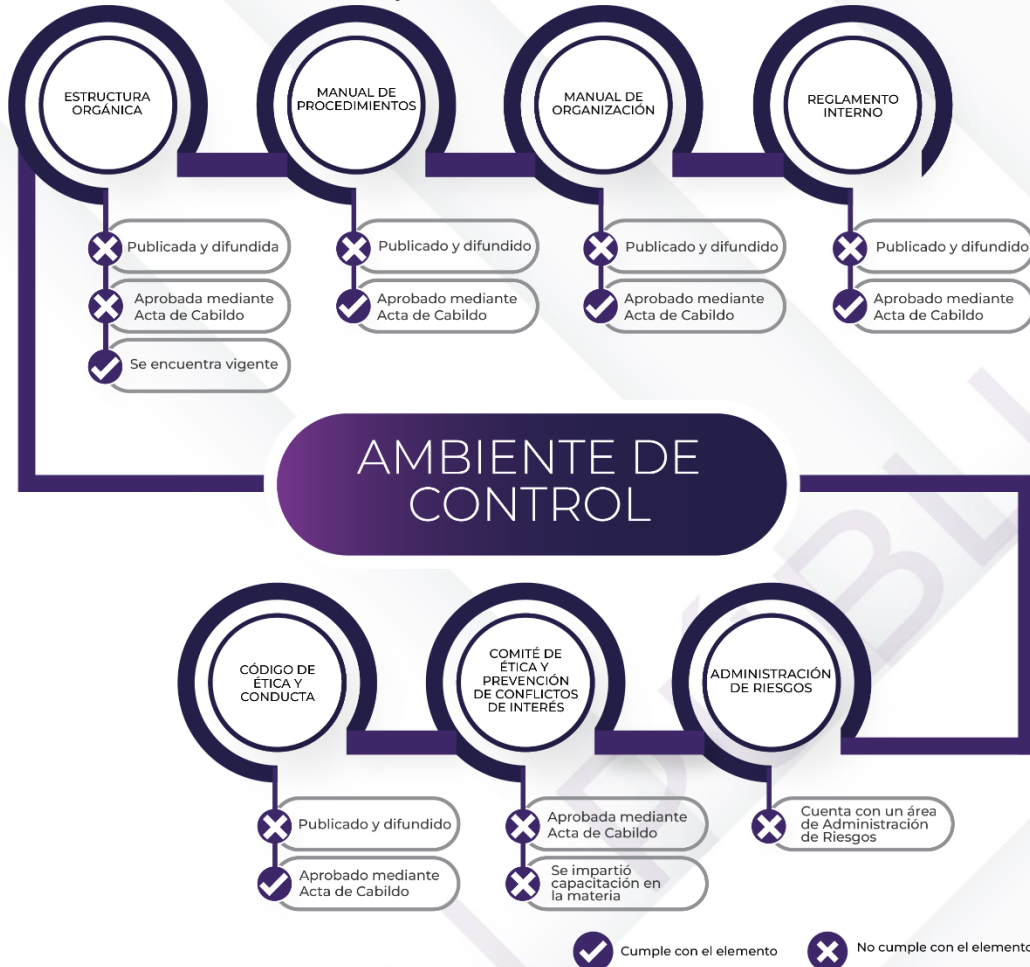 ESTRUCTURA
ORGÁNICA
MANUAL DE
PROCEDIMIENTOS
MANUAL DE
ORGANIZACIÓN
REGLAMENTO
INTERNO
Publicada y difundida
Aprobada mediante
Acta de Cabildo
Se encuentra vigente
Publicado y difundido
Aprobado mediante
Acta de Cabildo
Publicado y difundido
Aprobado mediante
Acta de Cabildo
Publicado y difundido
Aprobado mediante
Acta de Cabildo
AMBIENTE DE
CONTROL
CÓDIGO DE
ÉTICA Y
CONDUCTA
COMITÉ DE
ÉTICA Y
PREVENCIÓN
DE CONFLICTOS
DE INTERÉS
ADMINISTRACIÓN
DE RIESGOS
Publicado y difundido
Aprobado mediante
Acta de Cabildo
Aprobada mediante
Acta de Cabildo
Se impartió
capacitación en
la materia
Cuenta con un área
de Administración
de Riesgos
Cumple con el elemento
No cumple con el elemento